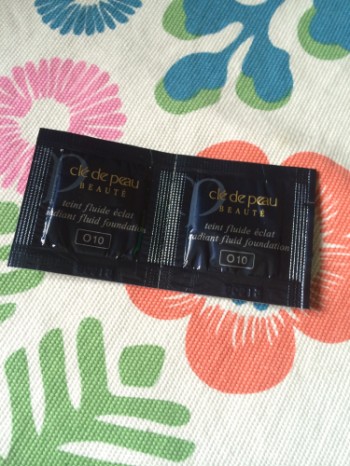 clé de peau
BEAUTÉ
teint fluide éclat
radiant fluid foundation
O10
clé de peau
BEAUTÉ
teint fluide éclat
radiant fluid foundation
O10